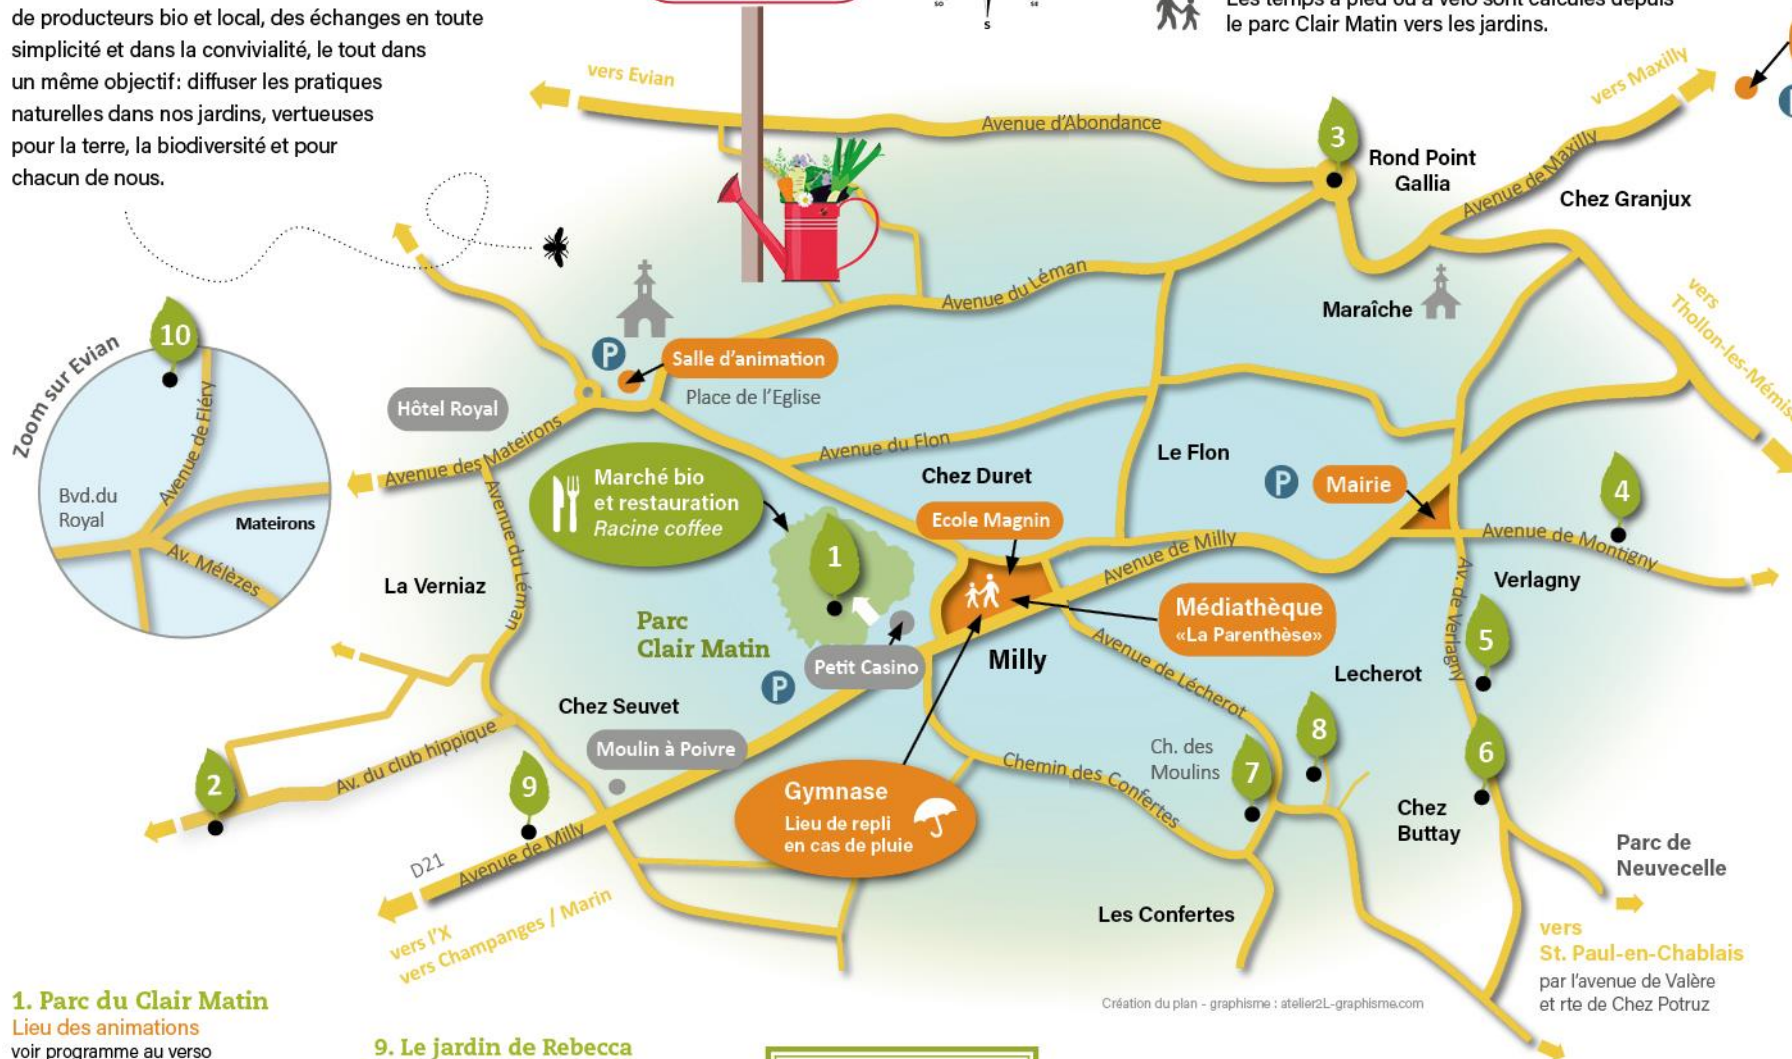 de producteurs bio et local, des échanges en toute
simplicité et dans la convivialité, le tout dans
un même objectif: diffuser les pratiques
naturelles dans nos jardins, vertueuses
pour la terre, la biodiversité et pour
chacun de nous.
SO
S
SE
Les temps à pied ou à vélo sont calculés depuis
le parc Clair Matin vers les jardins.
vers Evian
Avenue d'Abondance
3
Rond Point
Gallia
vers Maxilly
Avenue de Maxilly
Chez Granjux
Avenue du Léman
Maraîche
vers
Thollon-les-Mémis
10
Zoom sur Evian
Avenue de Fléry
Bvd.du
Royal
Mateirons
Av. Mélèzes
P
Salle d'animation
Place de l'Eglise
Hôtel Royal
Avenue des Mateirons
Avenue du Flon
Marché bio
et restauration
Racine coffee
Chez Duret
Ecole Magnin
Le Flon
P
Mairie
4
Avenue de Montigny
Avenue du Léman
La Verniaz
1
Parc
Clair Matin
Petit Casino
P
Avenue de Milly
Médiathèque
«La Parenthèse»
Milly
Verlagny
Av. de Verlagny
5
Lecherot
Avenue de Lécherot
Chez Seuvet
Moulin à Poivre
Av. du club hippique
2
9
Gymnase
Lieu de repli
en cas de pluie
Chemin des Confertes
Ch. des
Moulins
7
8
6
Chez
Buttay
Parc de
Neuvecelle
D21
Avenue de Milly
vers l'X
vers Champanges / Marin
Les Confertes
vers
St. Paul-en-Chablais
par l'avenue de Valère
et rte de Chez Potruz
Création du plan - graphisme : atelier2L-graphisme.com
1. Parc du Clair Matin
Lieu des animations
voir programme au verso
9. Le jardin de Rebecca